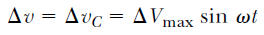 Δv = Δv_C = ΔV_max sin ωt